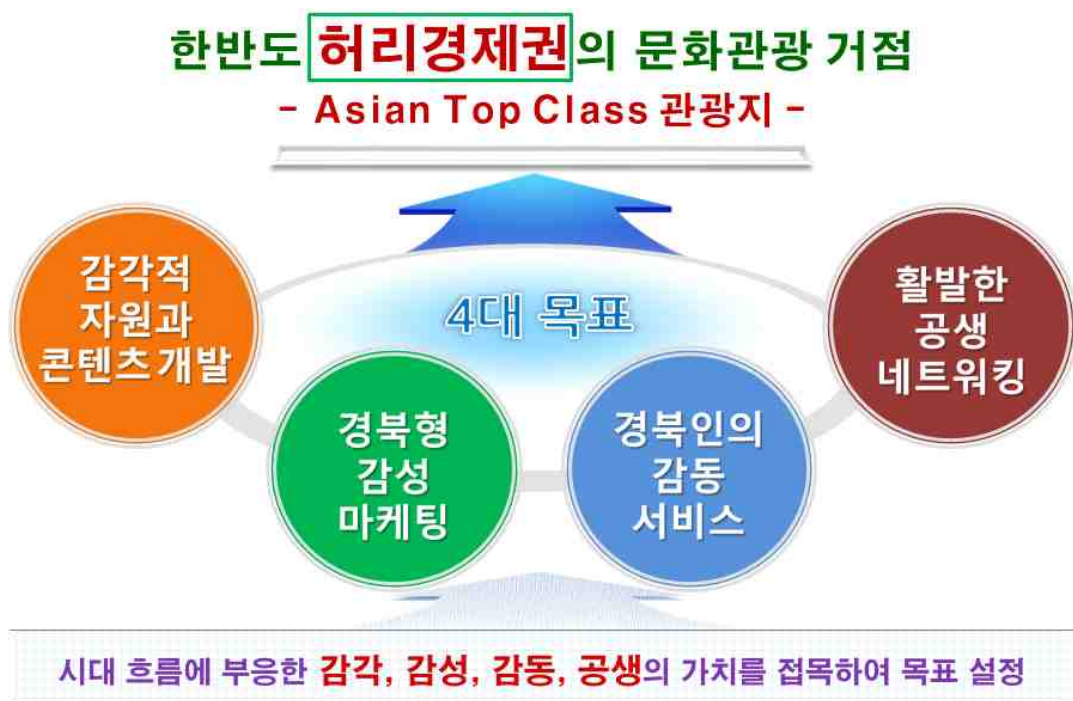 한반도 허리경제권의 문화관광 거점
- Asian Top Class 관광지 -
4대 목표
감각적
자원과
콘텐츠 개발
경북형
감성
마케팅
경북인의
감동
서비스
활발한
공생
네트워킹
시대 흐름에 부응한 감각, 감성, 감동, 공생의 가치를 접목하여 목표 설정